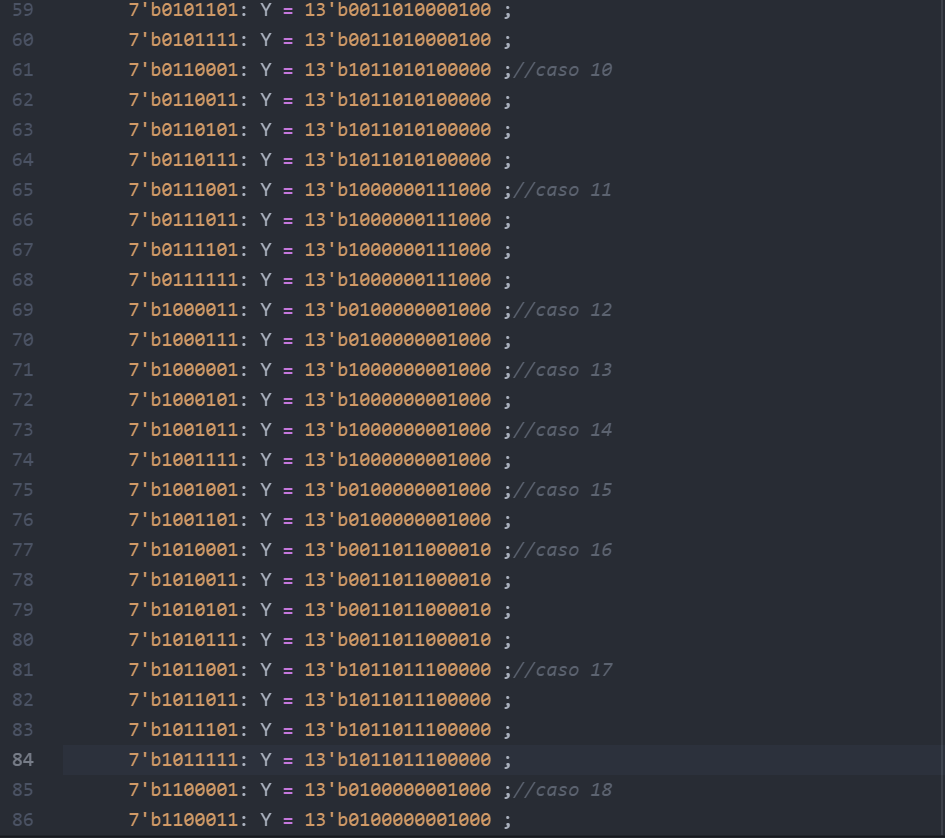 59 7'b0101101: Y = 13'b0011010000100 ;
60 7'b0101111: Y = 13'b0011010000100 ;
61 7'b0110001: Y = 13'b1011010100000 ;//caso 10
62 7'b0110011: Y = 13'b1011010100000 ;
63 7'b0110101: Y = 13'b1011010100000 ;
64 7'b0110111: Y = 13'b1011010100000 ;
65 7'b0111001: Y = 13'b1000000111000 ;//caso 11
66 7'b0111011: Y = 13'b1000000111000 ;
67 7'b0111101: Y = 13'b1000000111000 ;
68 7'b0111111: Y = 13'b1000000111000 ;
69 7'b1000011: Y = 13'b0100000001000 ;//caso 12
70 7'b1000111: Y = 13'b0100000001000 ;
71 7'b1000001: Y = 13'b1000000001000 ;//caso 13
72 7'b1000101: Y = 13'b1000000001000 ;
73 7'b1001011: Y = 13'b1000000001000 ;//caso 14
74 7'b1001111: Y = 13'b1000000001000 ;
75 7'b1001001: Y = 13'b0100000001000 ;//caso 15
76 7'b1001101: Y = 13'b0100000001000 ;
77 7'b1010001: Y = 13'b0011011000010 ;//caso 16
78 7'b1010011: Y = 13'b0011011000010 ;
79 7'b1010101: Y = 13'b0011011000010 ;
80 7'b1010111: Y = 13'b0011011000010 ;
81 7'b1011001: Y = 13'b1011011100000 ;//caso 17
82 7'b1011011: Y = 13'b1011011100000 ;
83 7'b1011101: Y = 13'b1011011100000 ;
84 7'b1011111: Y = 13'b1011011100000 ;
85 7'b1100001: Y = 13'b0100000001000 ;//caso 18
86 7'b1100011: Y = 13'b0100000001000 ;